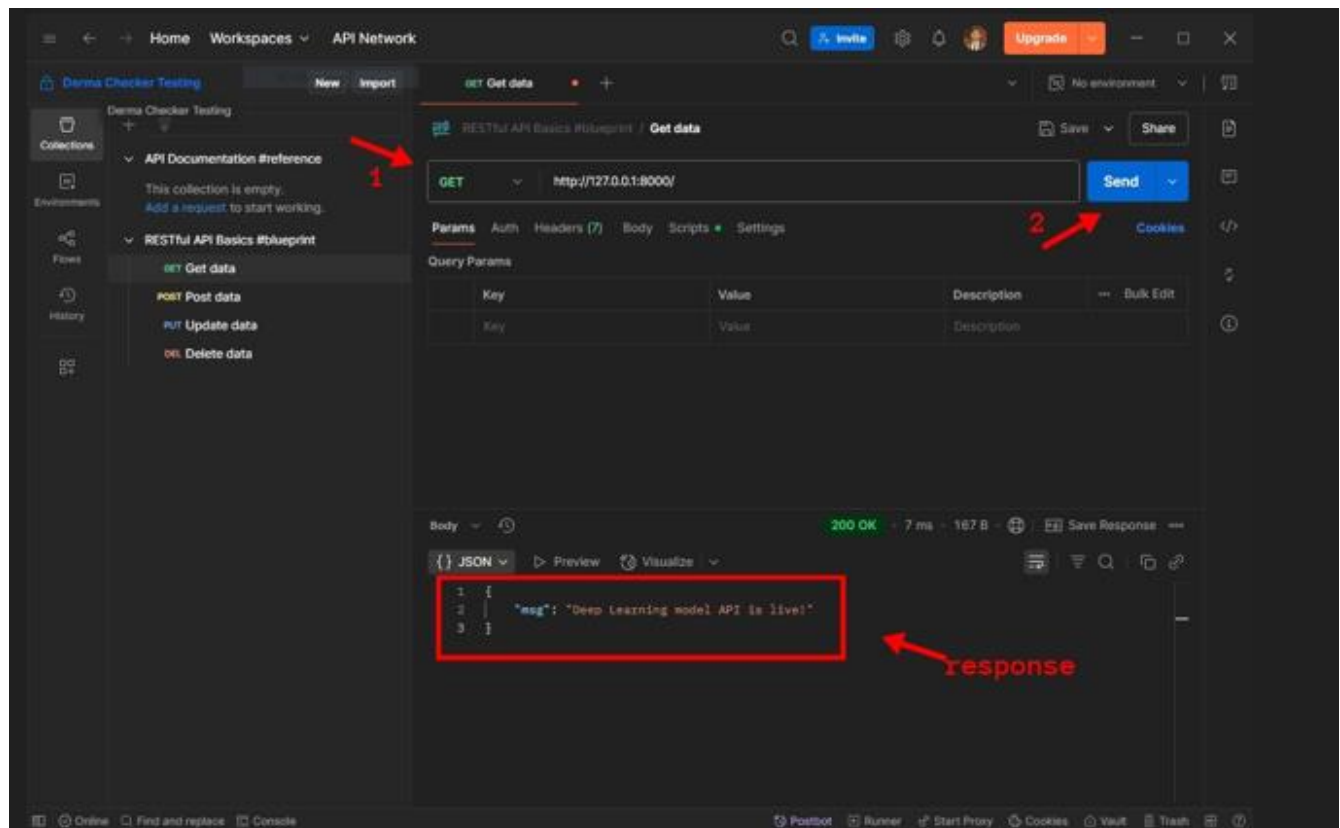 Home Workspaces API Network Invite Upgrade
Derma Checker Testing New Import GET Get data No environment
Derma Checker Testing
RESTful API Basics #blueprint / Get data Save Share
Collections
API Documentation #reference
1
GET http://127.0.0.1:8000/ Send
This collection is empty.
Add a request to start working.
Environments
2
Params Auth Headers (7) Body Scripts Settings Cookies
RESTful API Basics #blueprint
Flows
Query Params
GET Get data
Key Value Description Bulk Edit
POST Post data
History
PUT Update data
Key Value Description
DEL Delete data
Body 200 OK 7 ms 167 B Save Response
{} JSON Preview Visualize
1 {
2 "msg": "Deep Learning model API is live!"
3 }
response
Online Find and replace Console Postbot Runner Start Proxy Cookies Vault Trash